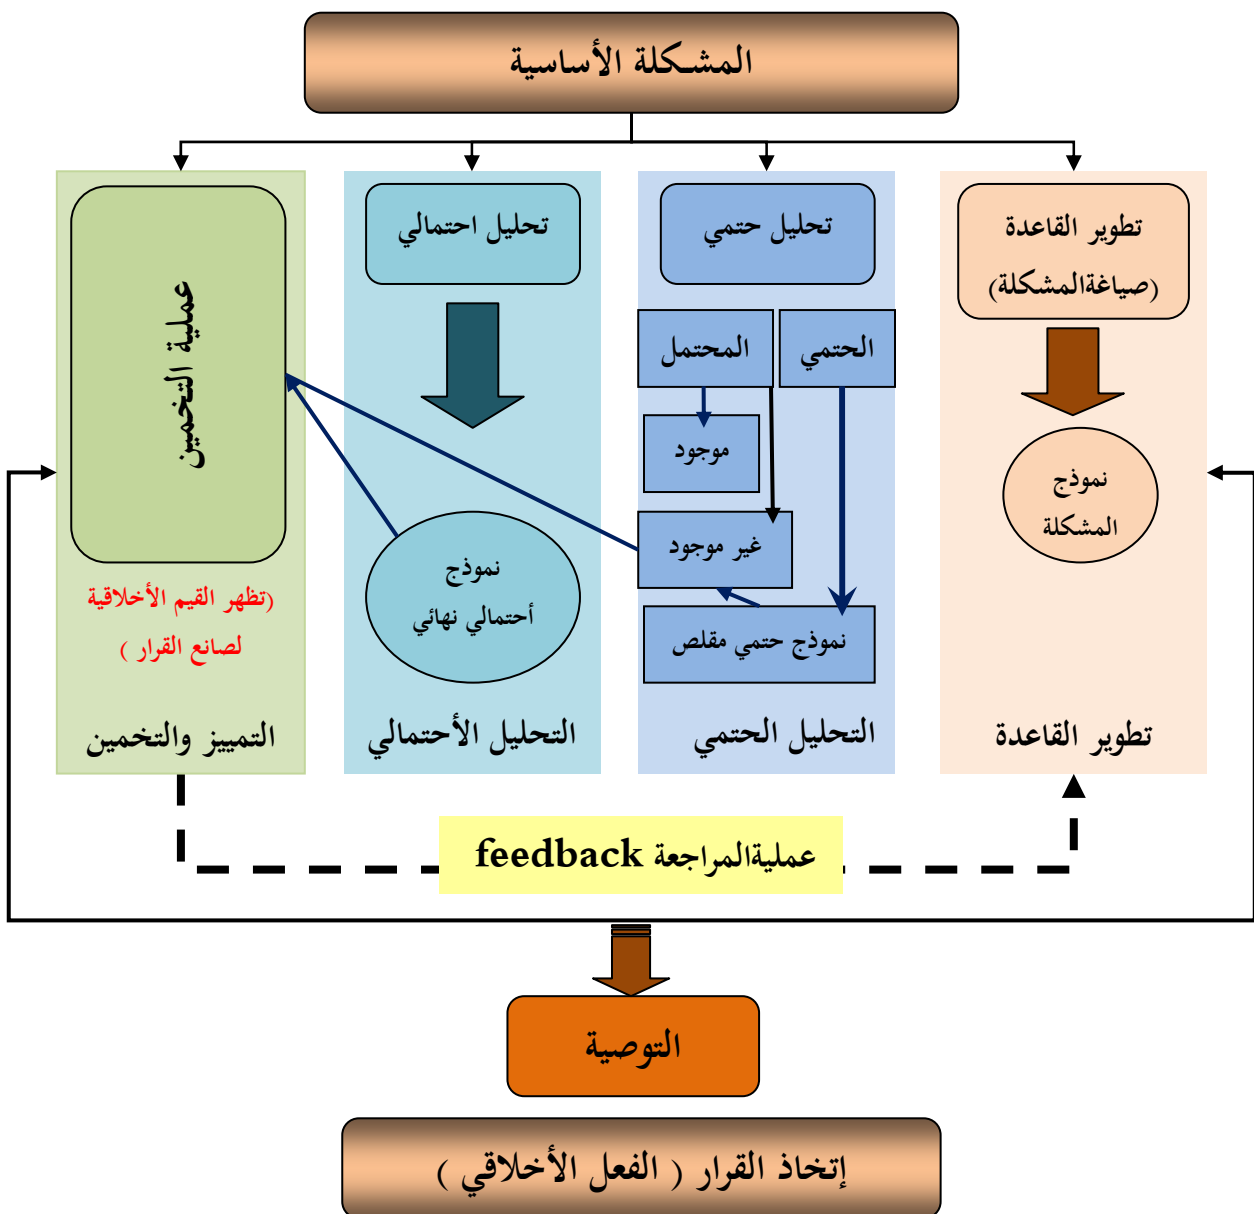 المشكلة الأساسية
تطوير القاعدة
(صياغةالمشكلة)
نموذج
المشكلة
تطوير القاعدة
تحليل حتمي
الحتمي
المحتمل
موجود
غير موجود
نموذج حتمي مقلص
التحليل الحتمي
تحليل احتمالي
نموذج
أحتمالي نهائي
التحليل الأحتمالي
عملية التخمين
(تظهر القيم الأخلاقية
لصانع القرار )
التمييز والتخمين
عمليةالمراجعة feedback
التوصية
إتخاذ القرار ( الفعل الأخلاقي )